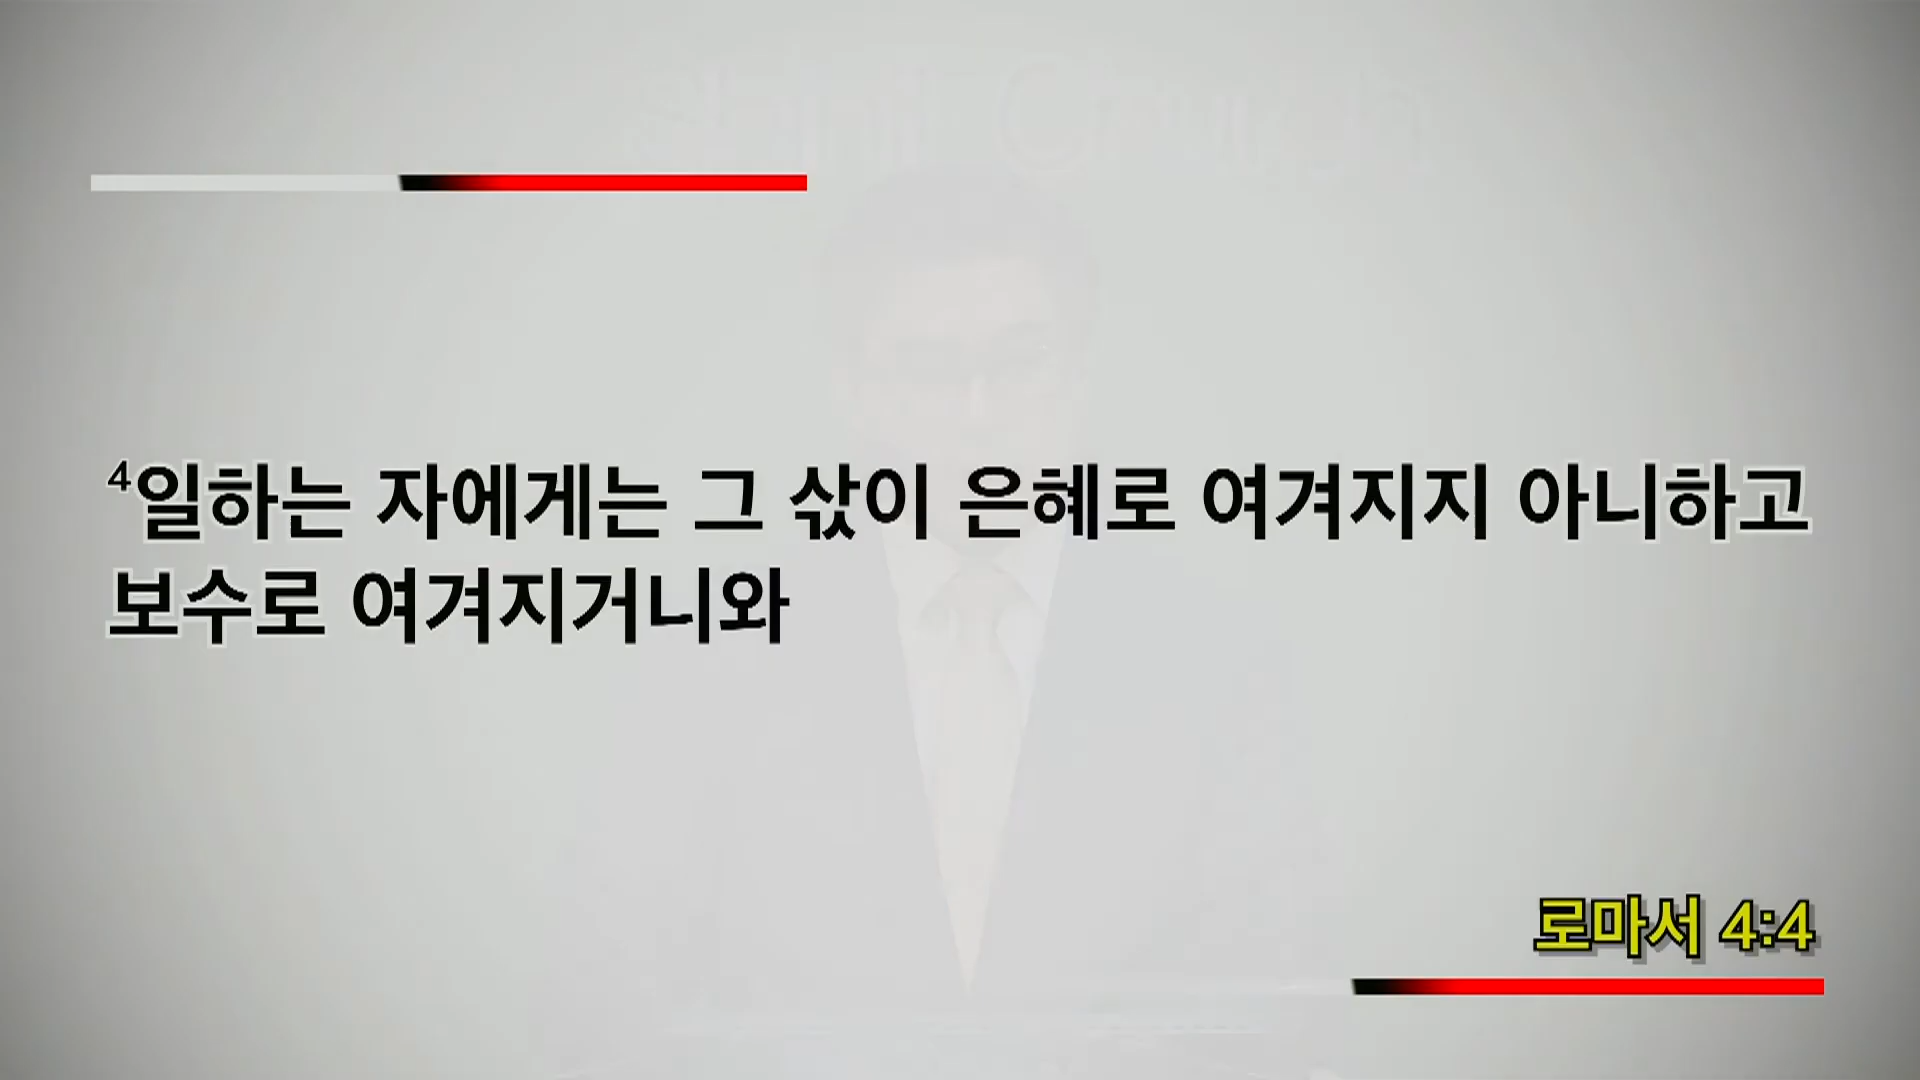 ⁴일하는 자에게는 그 삯이 은혜로 여겨지지 아니하고
보수로 여겨지거니와
로마서 4:4